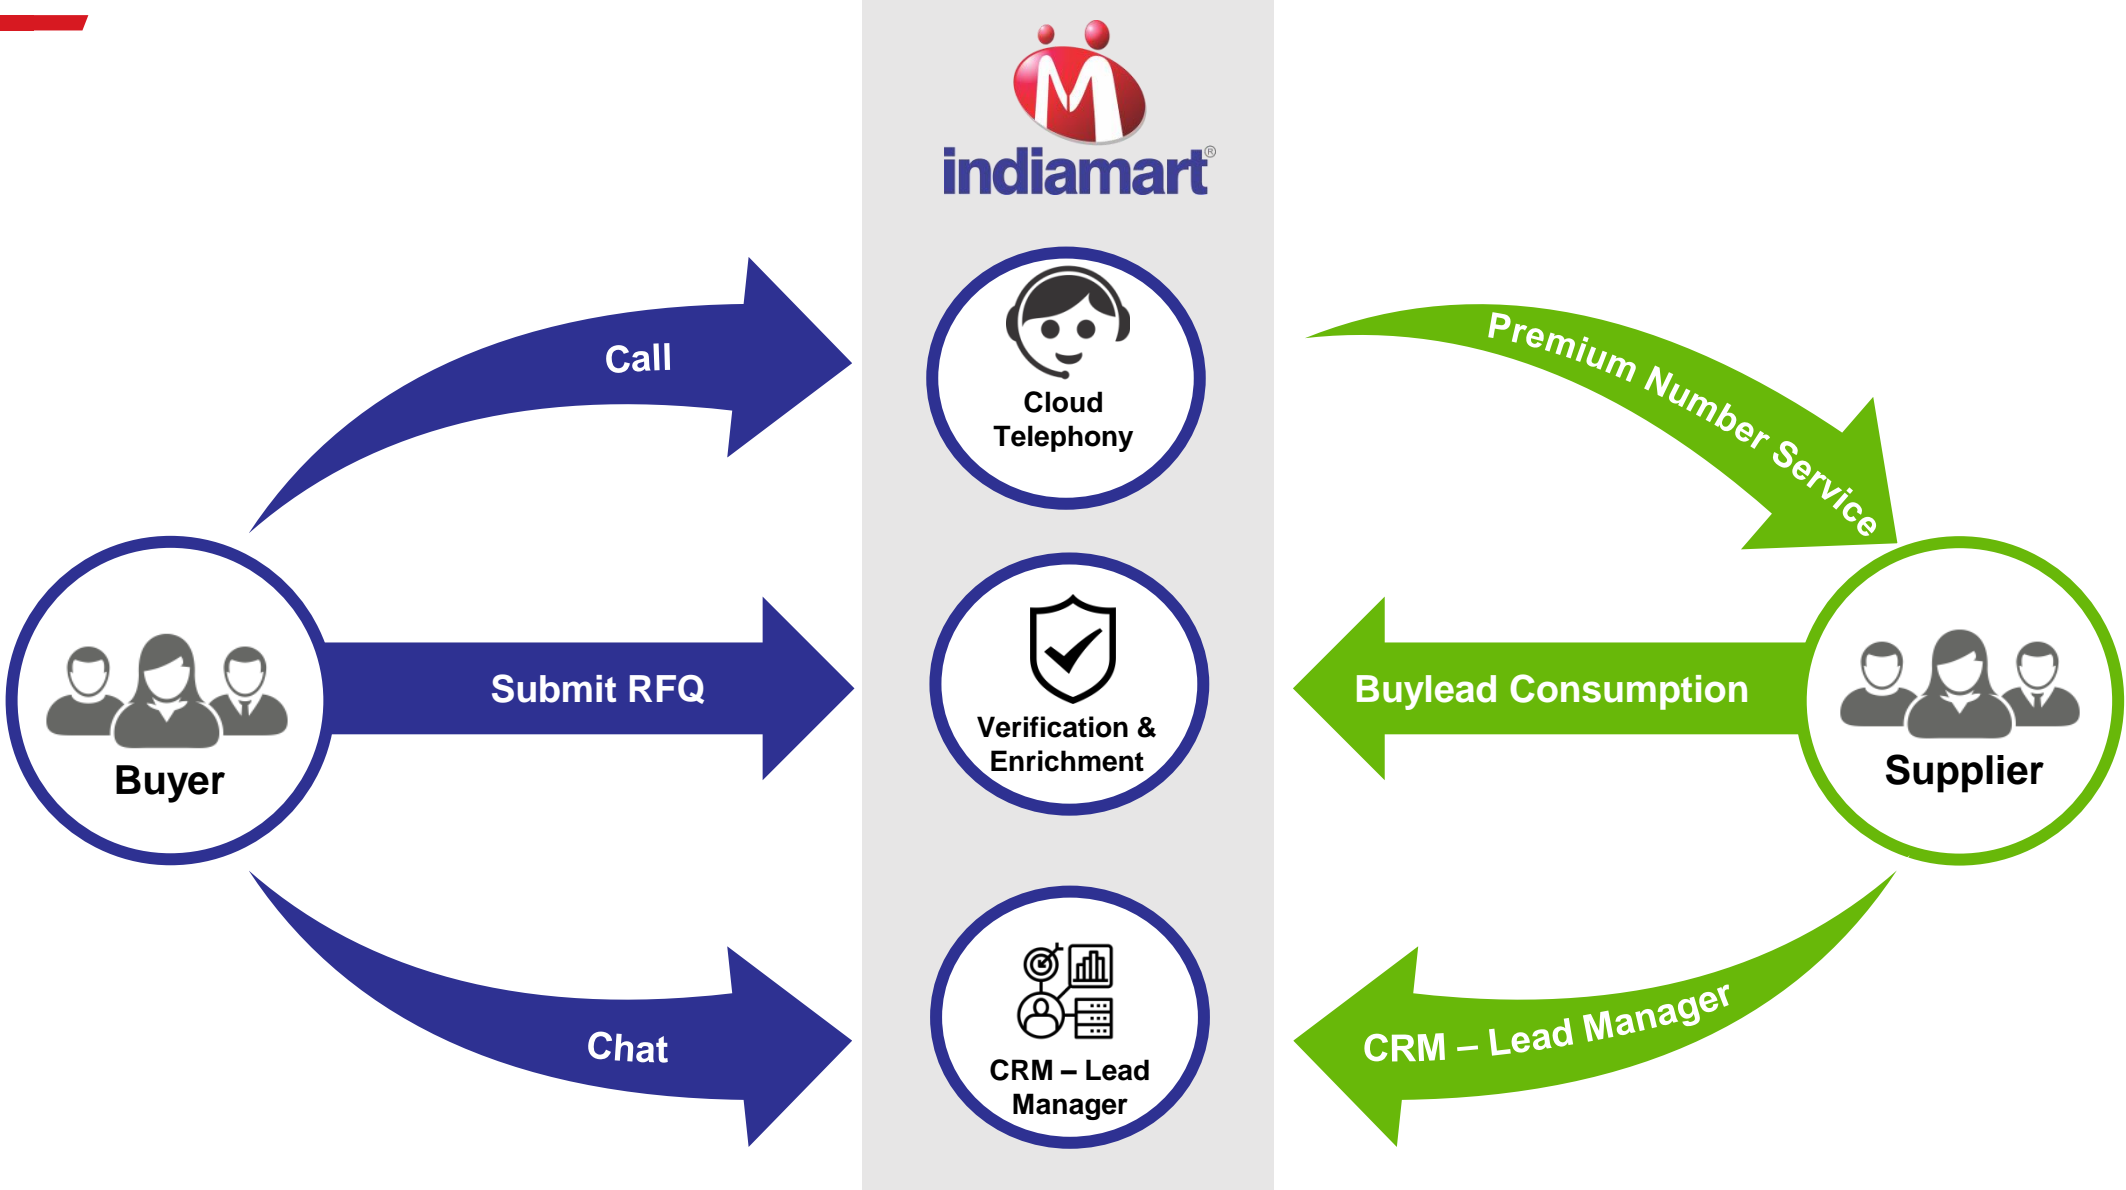 indiamart®
Call
Cloud
Telephony
Premium Number Service
Buyer
Submit RFQ
Verification &
Enrichment
Buylead Consumption
Supplier
Chat
CRM – Lead
Manager
CRM – Lead Manager